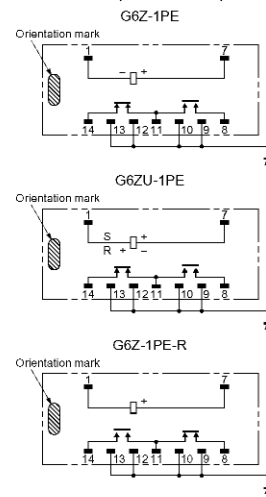 G6Z-1PE
Orientation mark
1 7
− +
14 13 12 11 10 9 8
G6ZU-1PE
Orientation mark
1 7
S +
R + −
14 13 12 11 10 9 8
G6Z-1PE-R
Orientation mark
1 7
+
14 13 12 11 10 9 8